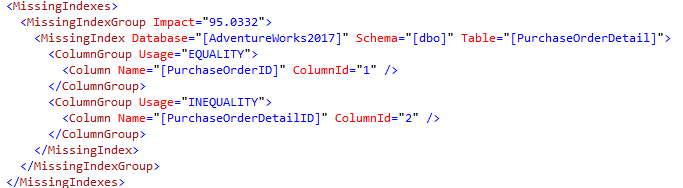 <MissingIndexes>
<MissingIndexGroup Impact="95.0332">
<MissingIndex Database="[AdventureWorks2017]" Schema="[dbo]" Table="[PurchaseOrderDetail]">
<ColumnGroup Usage="EQUALITY">
<Column Name="[PurchaseOrderID]" ColumnId="1" />
</ColumnGroup>
<ColumnGroup Usage="INEQUALITY">
<Column Name="[PurchaseOrderDetailID]" ColumnId="2" />
</ColumnGroup>
</MissingIndex>
</MissingIndexGroup>
</MissingIndexes>